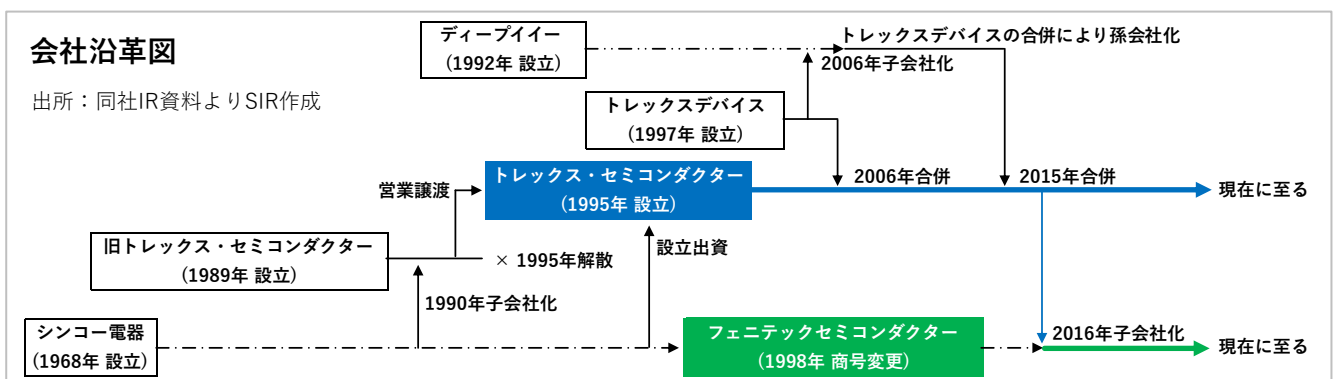 会社沿革図
出所：同社IR資料よりSIR作成
ディープイイー
(1992年 設立)
トレックスデバイスの合併により孫会社化
2006年子会社化
トレックスデバイス
(1997年 設立)
営業譲渡
トレックス・セミコンダクター
(1995年 設立)
2006年合併
2015年合併
現在に至る
旧トレックス・セミコンダクター
(1989年 設立)
× 1995年解散
設立出資
1990年子会社化
シンコー電器
(1968年 設立)
フェニテックセミコンダクター
(1998年 商号変更)
2016年子会社化
現在に至る